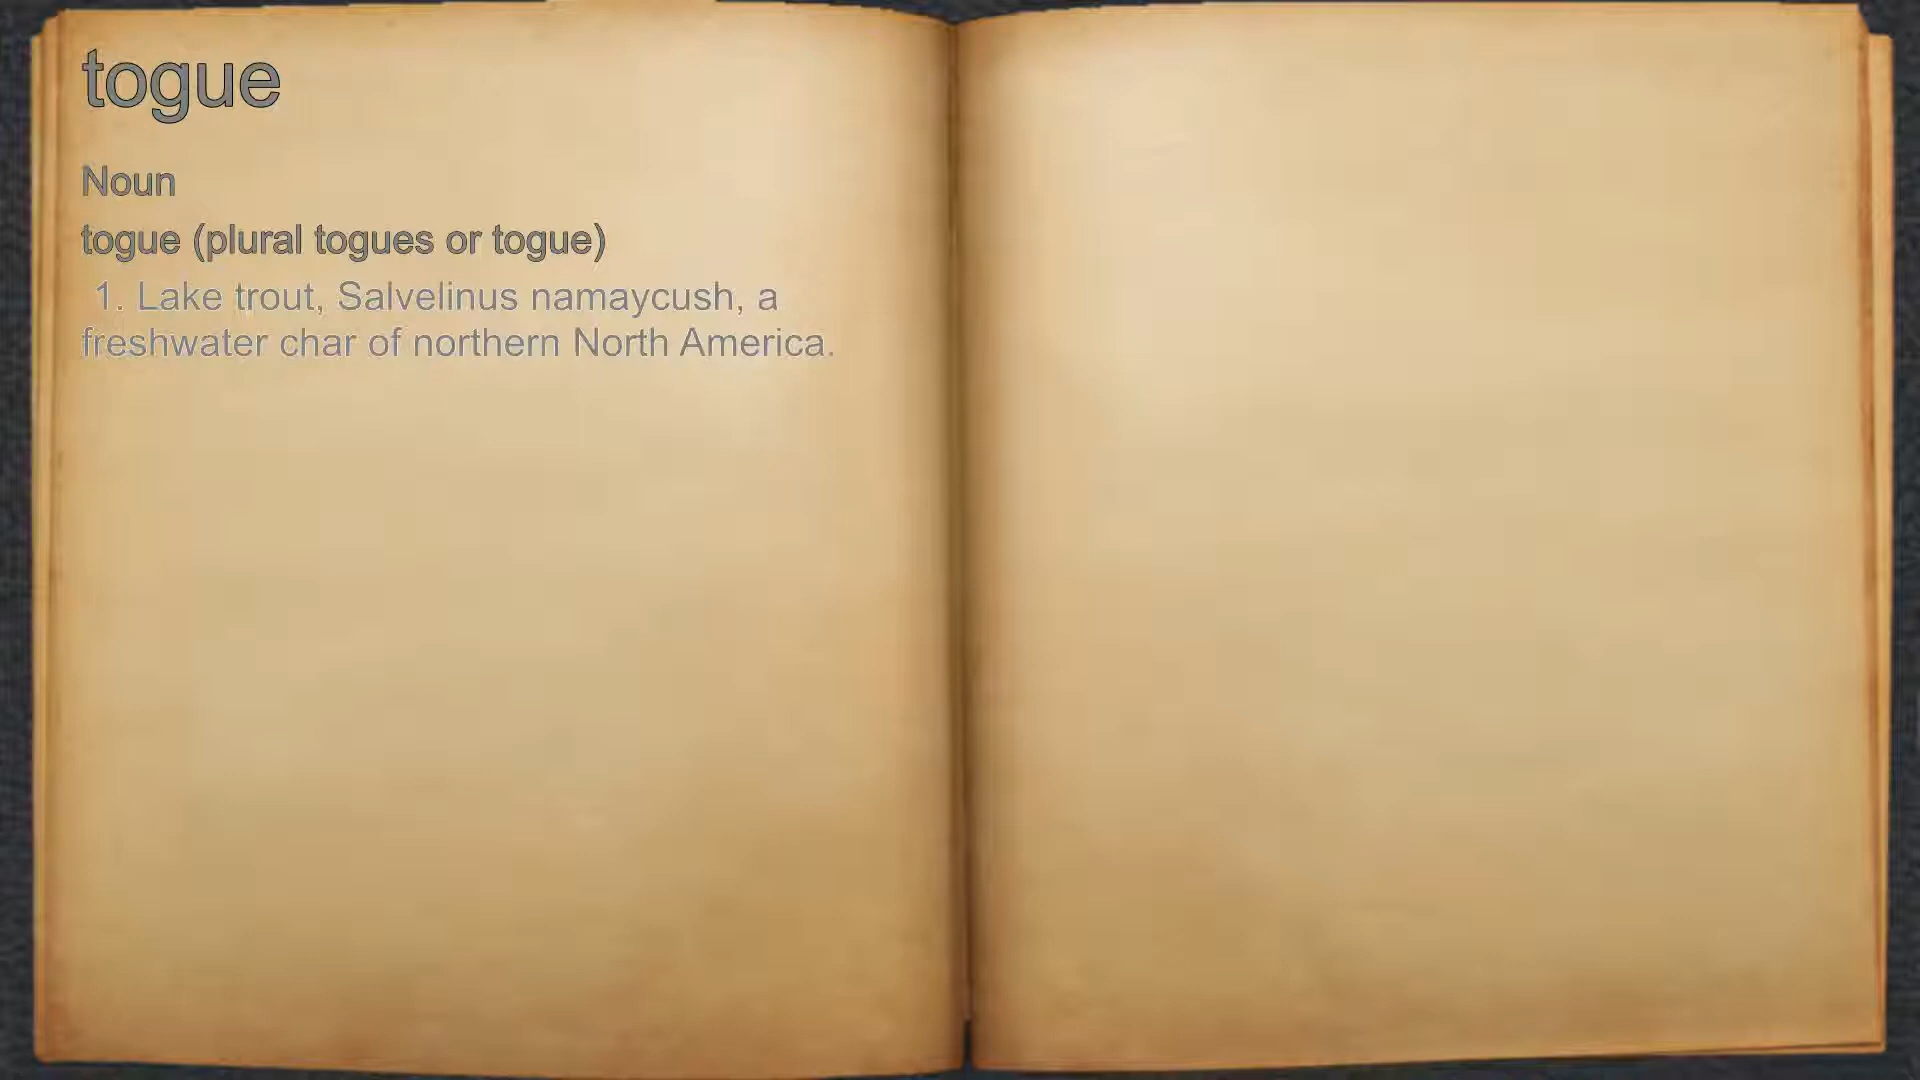 togue
Noun
togue (plural togues or togue)
1. Lake trout, Salvelinus namaycush, a
freshwater char of northern North America.